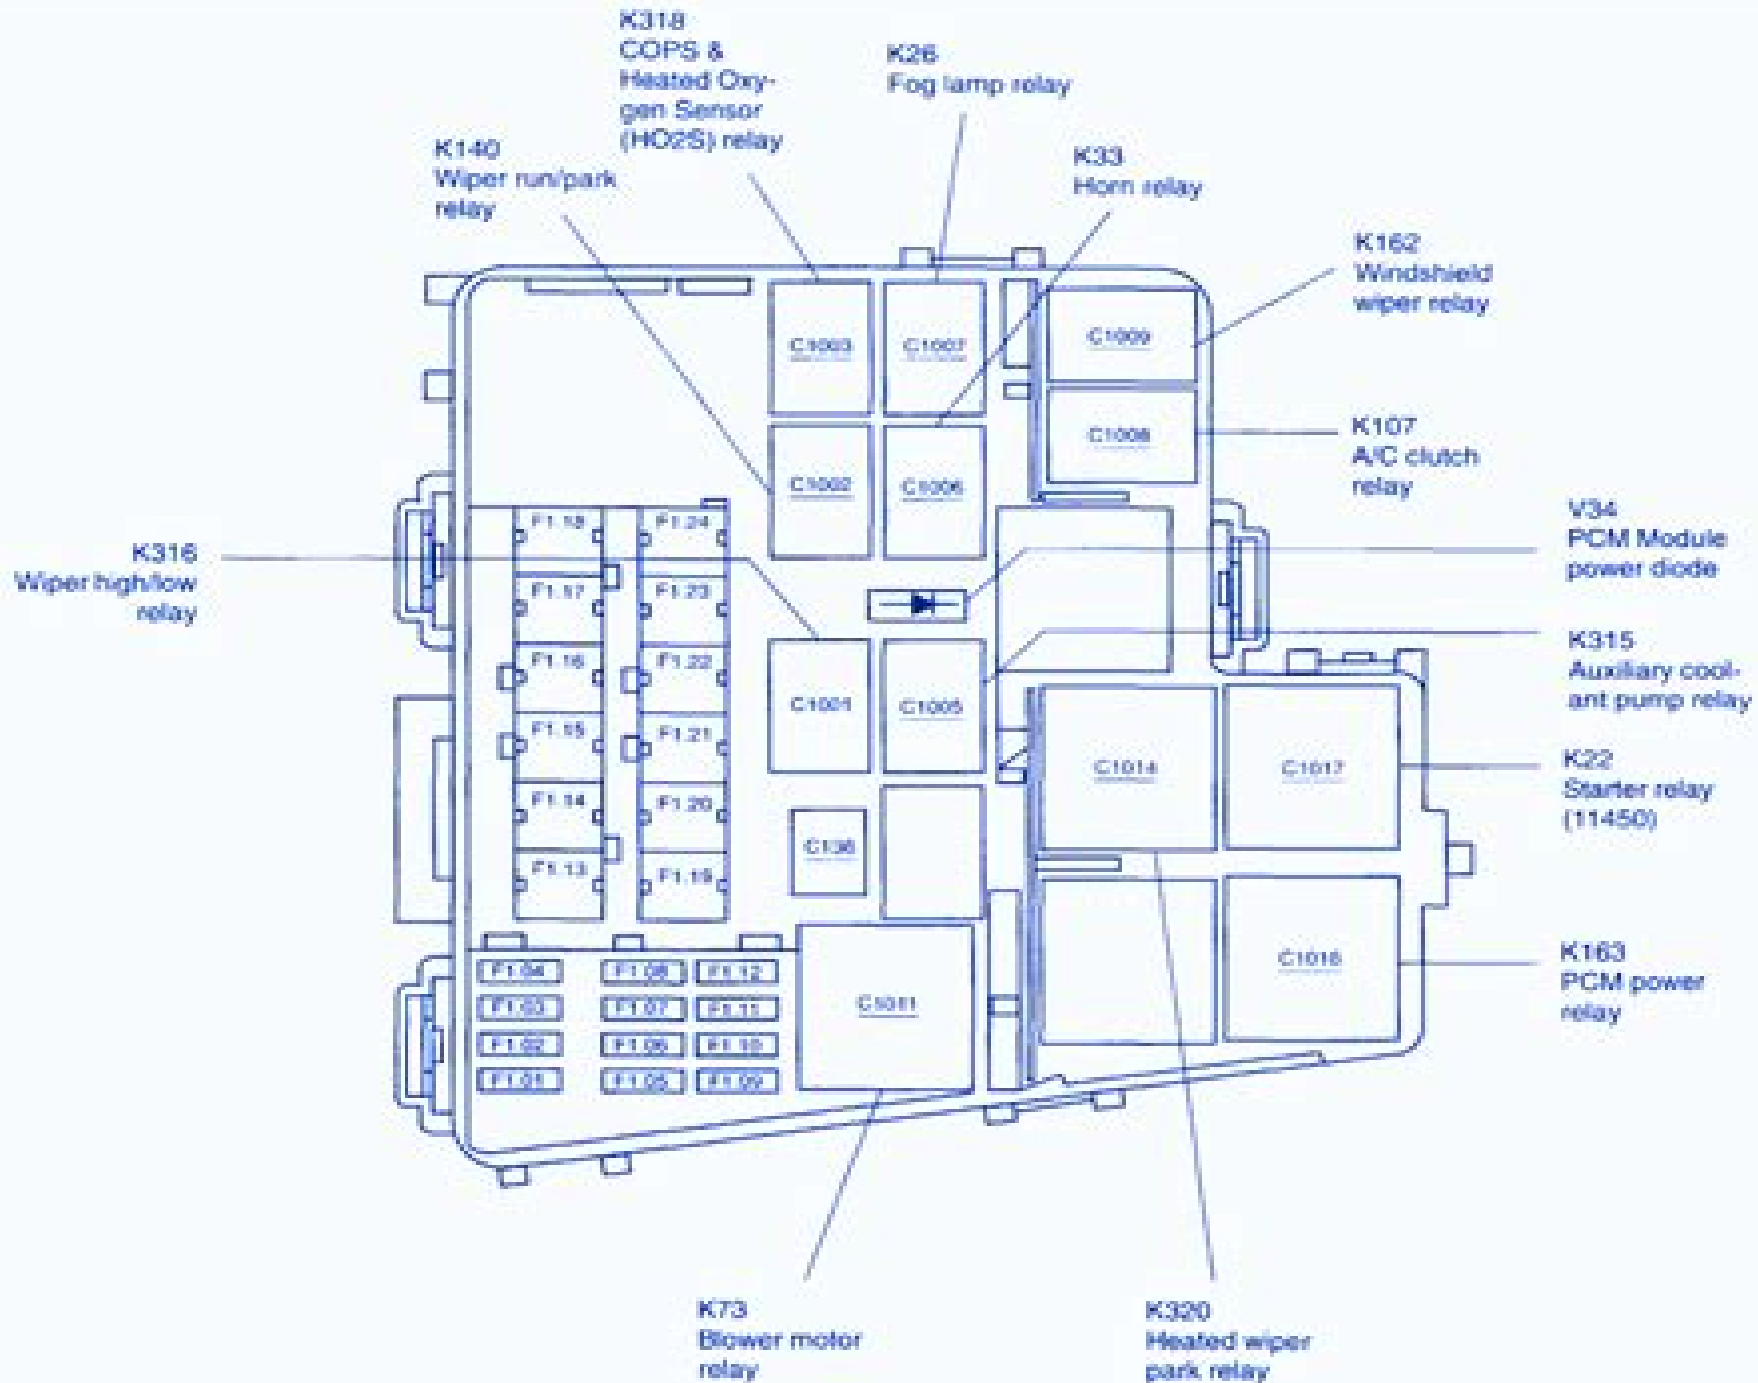 K318
COPS &
Heated Oxy-
gen Sensor
(HO2S) relay
K26
Fog lamp relay
K140
Wiper run/park
relay
K33
Horn relay
K162
Windshield
wiper relay
K107
A/C clutch
relay
V34
PCM Module
power diode
K316
Wiper high/low
relay
K315
Auxiliary cool-
ant pump relay
K22
Starter relay
(11450)
K163
PCM power
relay
K73
Blower motor
relay
K320
Heated wiper
park relay
C1003
C1007
C1009
C1008
C1002
C1006
C1001
C1005
C1014
C1017
C136
C1011
C1016
F1.18
F1.24
F1.17
F1.23
F1.16
F1.22
F1.15
F1.21
F1.14
F1.20
F1.13
F1.19
F1.04
F1.08
F1.12
F1.03
F1.07
F1.11
F1.02
F1.06
F1.10
F1.01
F1.05
F1.09